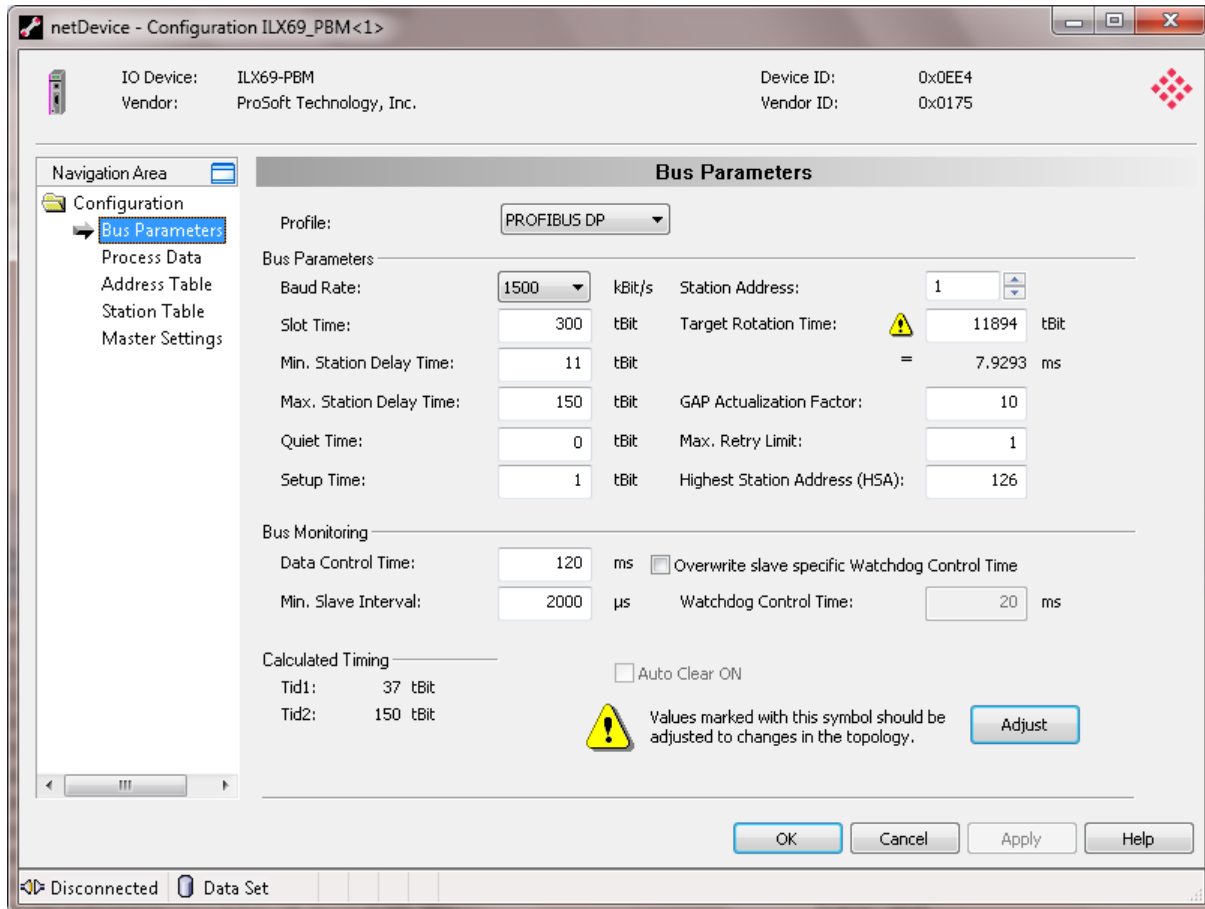 netDevice - Configuration ILX69_PBM<1>
IO Device: ILX69-PBM Device ID: 0x0EE4
Vendor: ProSoft Technology, Inc. Vendor ID: 0x0175
Navigation Area
Configuration
Bus Parameters
Process Data
Address Table
Station Table
Master Settings
Bus Parameters
Profile: PROFIBUS DP
Bus Parameters
Baud Rate: 1500 kBit/s Station Address: 1
Slot Time: 300 tBit Target Rotation Time: 11894 tBit
Min. Station Delay Time: 11 tBit = 7.9293 ms
Max. Station Delay Time: 150 tBit GAP Actualization Factor: 10
Quiet Time: 0 tBit Max. Retry Limit: 1
Setup Time: 1 tBit Highest Station Address (HSA): 126
Bus Monitoring
Data Control Time: 120 ms Overwrite slave specific Watchdog Control Time
Min. Slave Interval: 2000 µs Watchdog Control Time: 20 ms
Calculated Timing
Auto Clear ON
Tid1: 37 tBit
Tid2: 150 tBit
Values marked with this symbol should be
adjusted to changes in the topology.
Adjust
OK Cancel Apply Help
Disconnected Data Set